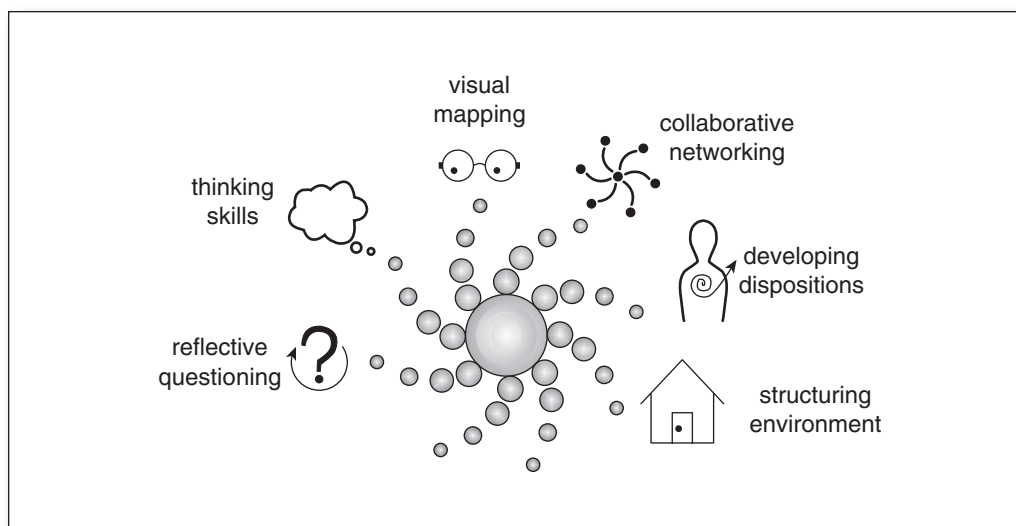 visual
mapping
collaborative
networking
thinking
skills
developing
dispositions
reflective
questioning
structuring
environment